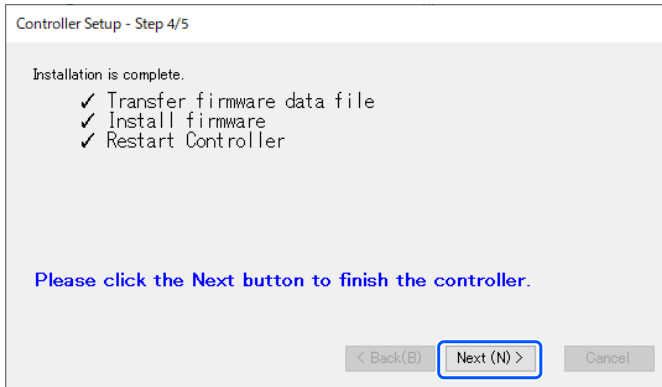 Controller Setup - Step 4/5
Installation is complete.
✓ Transfer firmware data file
✓ Install firmware
✓ Restart Controller
Please click the Next button to finish the controller.
< Back(B) Next (N) > Cancel